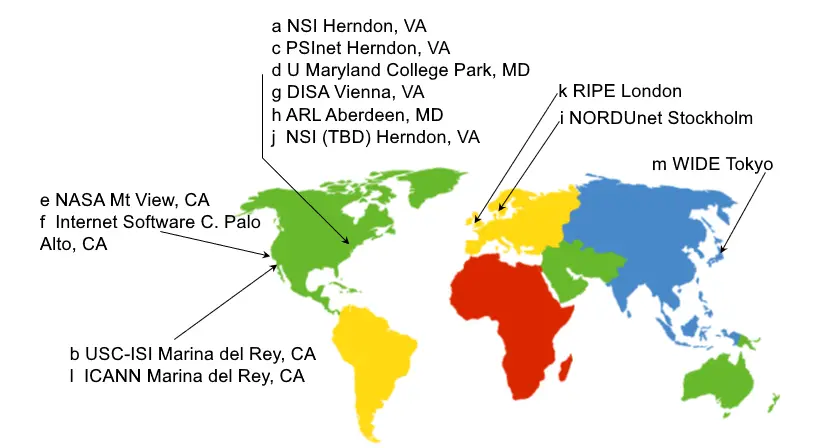 a NSI Herndon, VA
c PSInet Herndon, VA
d U Maryland College Park, MD
g DISA Vienna, VA
h ARL Aberdeen, MD
j NSI (TBD) Herndon, VA
k RIPE London
i NORDUnet Stockholm
m WIDE Tokyo
e NASA Mt View, CA
f Internet Software C. Palo
Alto, CA
b USC-ISI Marina del Rey, CA
l ICANN Marina del Rey, CA